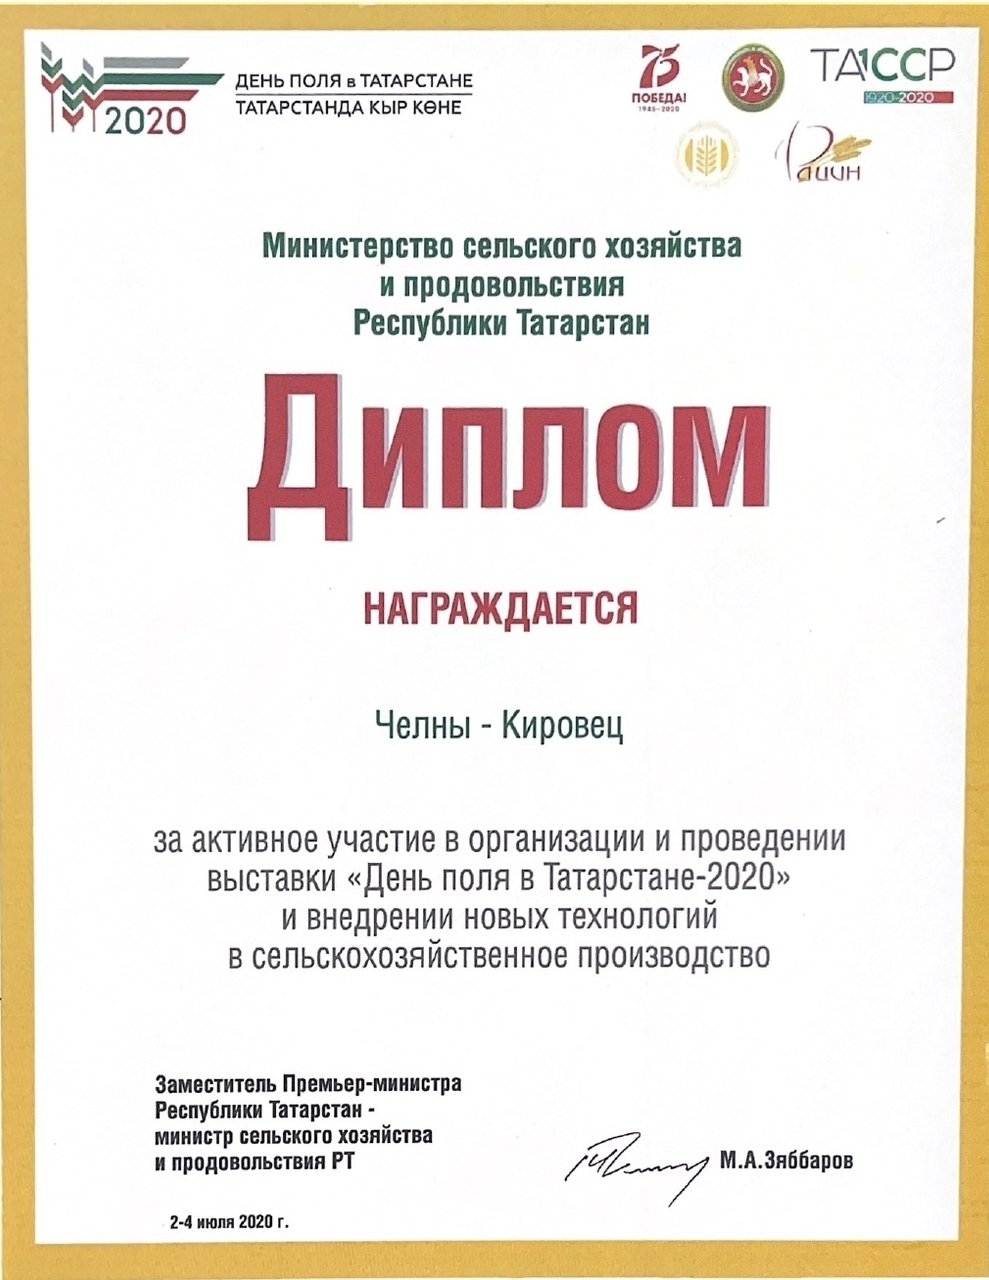 2020
ДЕНЬ ПОЛЯ в ТАТАРСТАНЕ
ТАТАРСТАНДА КЫР КӨНЕ
75
ПОБЕДА!
1945-2020
ТА1ССР
1920-2020
Рацин
Министерство сельского хозяйства
и продовольствия
Республики Татарстан
Диплом
НАГРАЖДАЕТСЯ
Челны - Кировец
за активное участие в организации и проведении
выставки «День поля в Татарстане-2020»
и внедрении новых технологий
в сельскохозяйственное производство
Заместитель Премьер-министра
Республики Татарстан -
министр сельского хозяйства
и продовольствия РТ
М.А.Зяббаров
2-4 июля 2020 г.